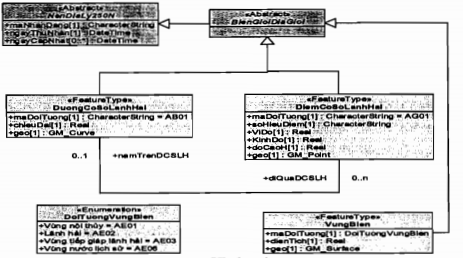 «Abstract»
NenDiaLy250N
+maNhanDang[1] : CharacterString
+ngayThuNhan[1] : DateTime
+ngayCapNhat[0..1] : DateTime
«Abstract»
BienGioiDiaGioi
«FeatureType»
DuongCoSoLanhHai
+maDoiTuong[1] : CharacterString = AB01
+chieuDai[1] : Real
+geo[1] : GM_Curve
«FeatureType»
DiemCoSoLanhHai
+maDoiTuong[1] : CharacterString = AG01
+soHieuDiem[1] : CharacterString
+ViDo[1] : Real
+KinhDo[1] : Real
+doCaoH[1] : Real
+geo[1] : GM_Point
0..1
+namTrenDCSLH
+diQuaDCSLH
0..n
«Enumeration»
DoiTuongVungBien
+Vùng nội thủy = AE01
+Lãnh hải = AE02
+Vùng tiếp giáp lãnh hải = AE03
+Vùng nước lịch sử = AE06
«FeatureType»
VungBien
+maDoiTuong[1] : DoiTuongVungBien
+dienTich[1] : Real
+geo[1] : GM_Surface